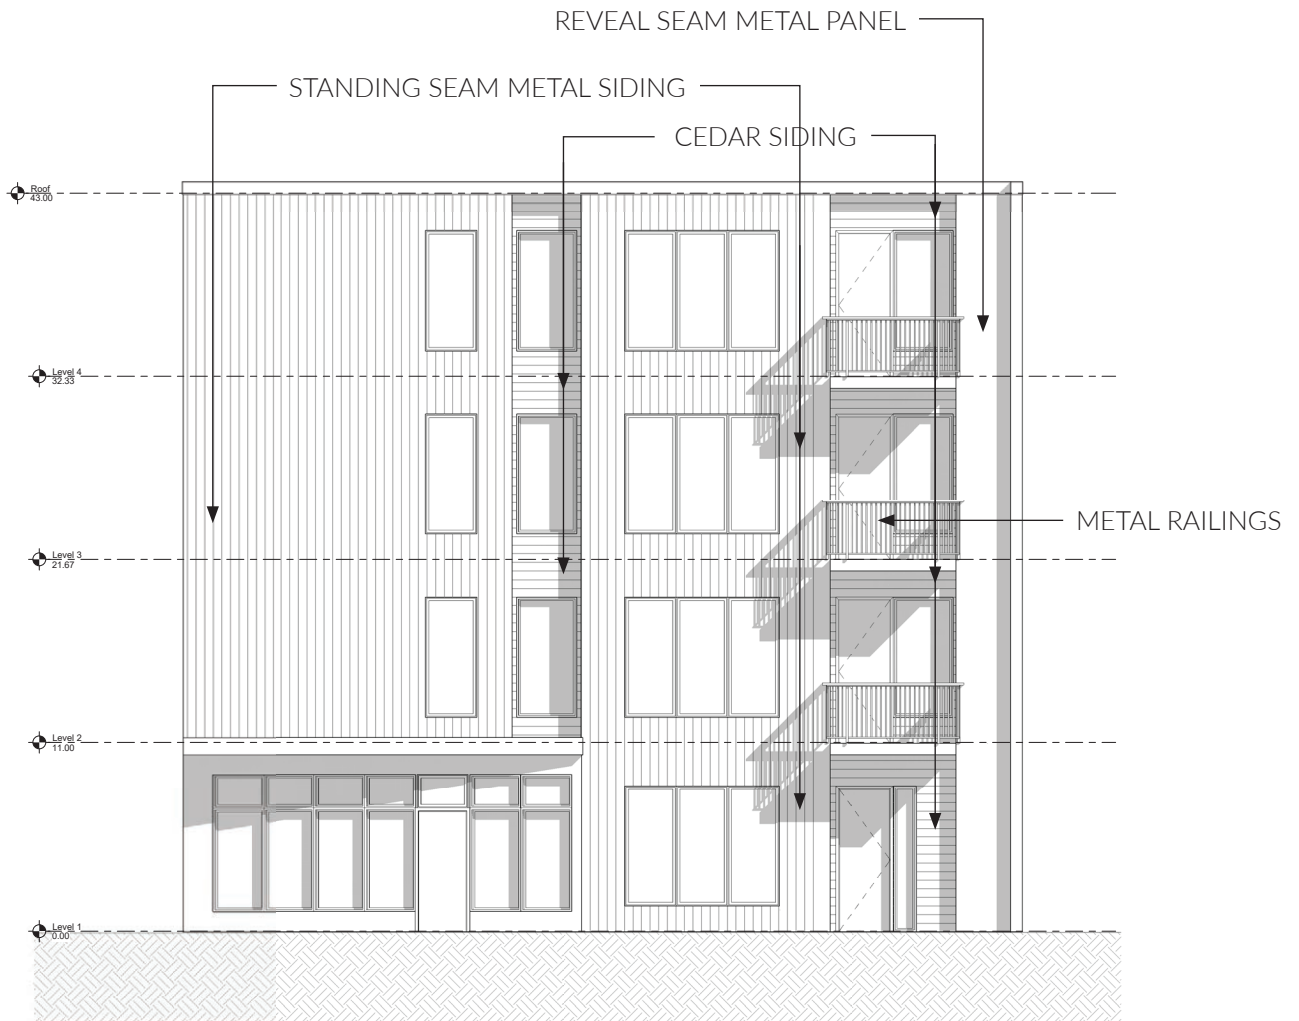 REVEAL SEAM METAL PANEL
STANDING SEAM METAL SIDING
CEDAR SIDING
Roof
43.00
Level 4
32.33
METAL RAILINGS
Level 3
21.67
Level 2
11.00
Level 1
0.00